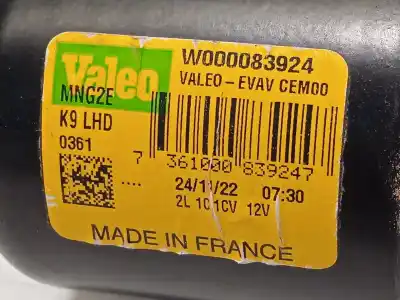 Valeo
W000083924
VALEO-EVAV CEM00
MNG2E
K9 LHD
0361
7 361000 839247
24/11/22 07:30
2L 101CV 12V
MADE IN FRANCE